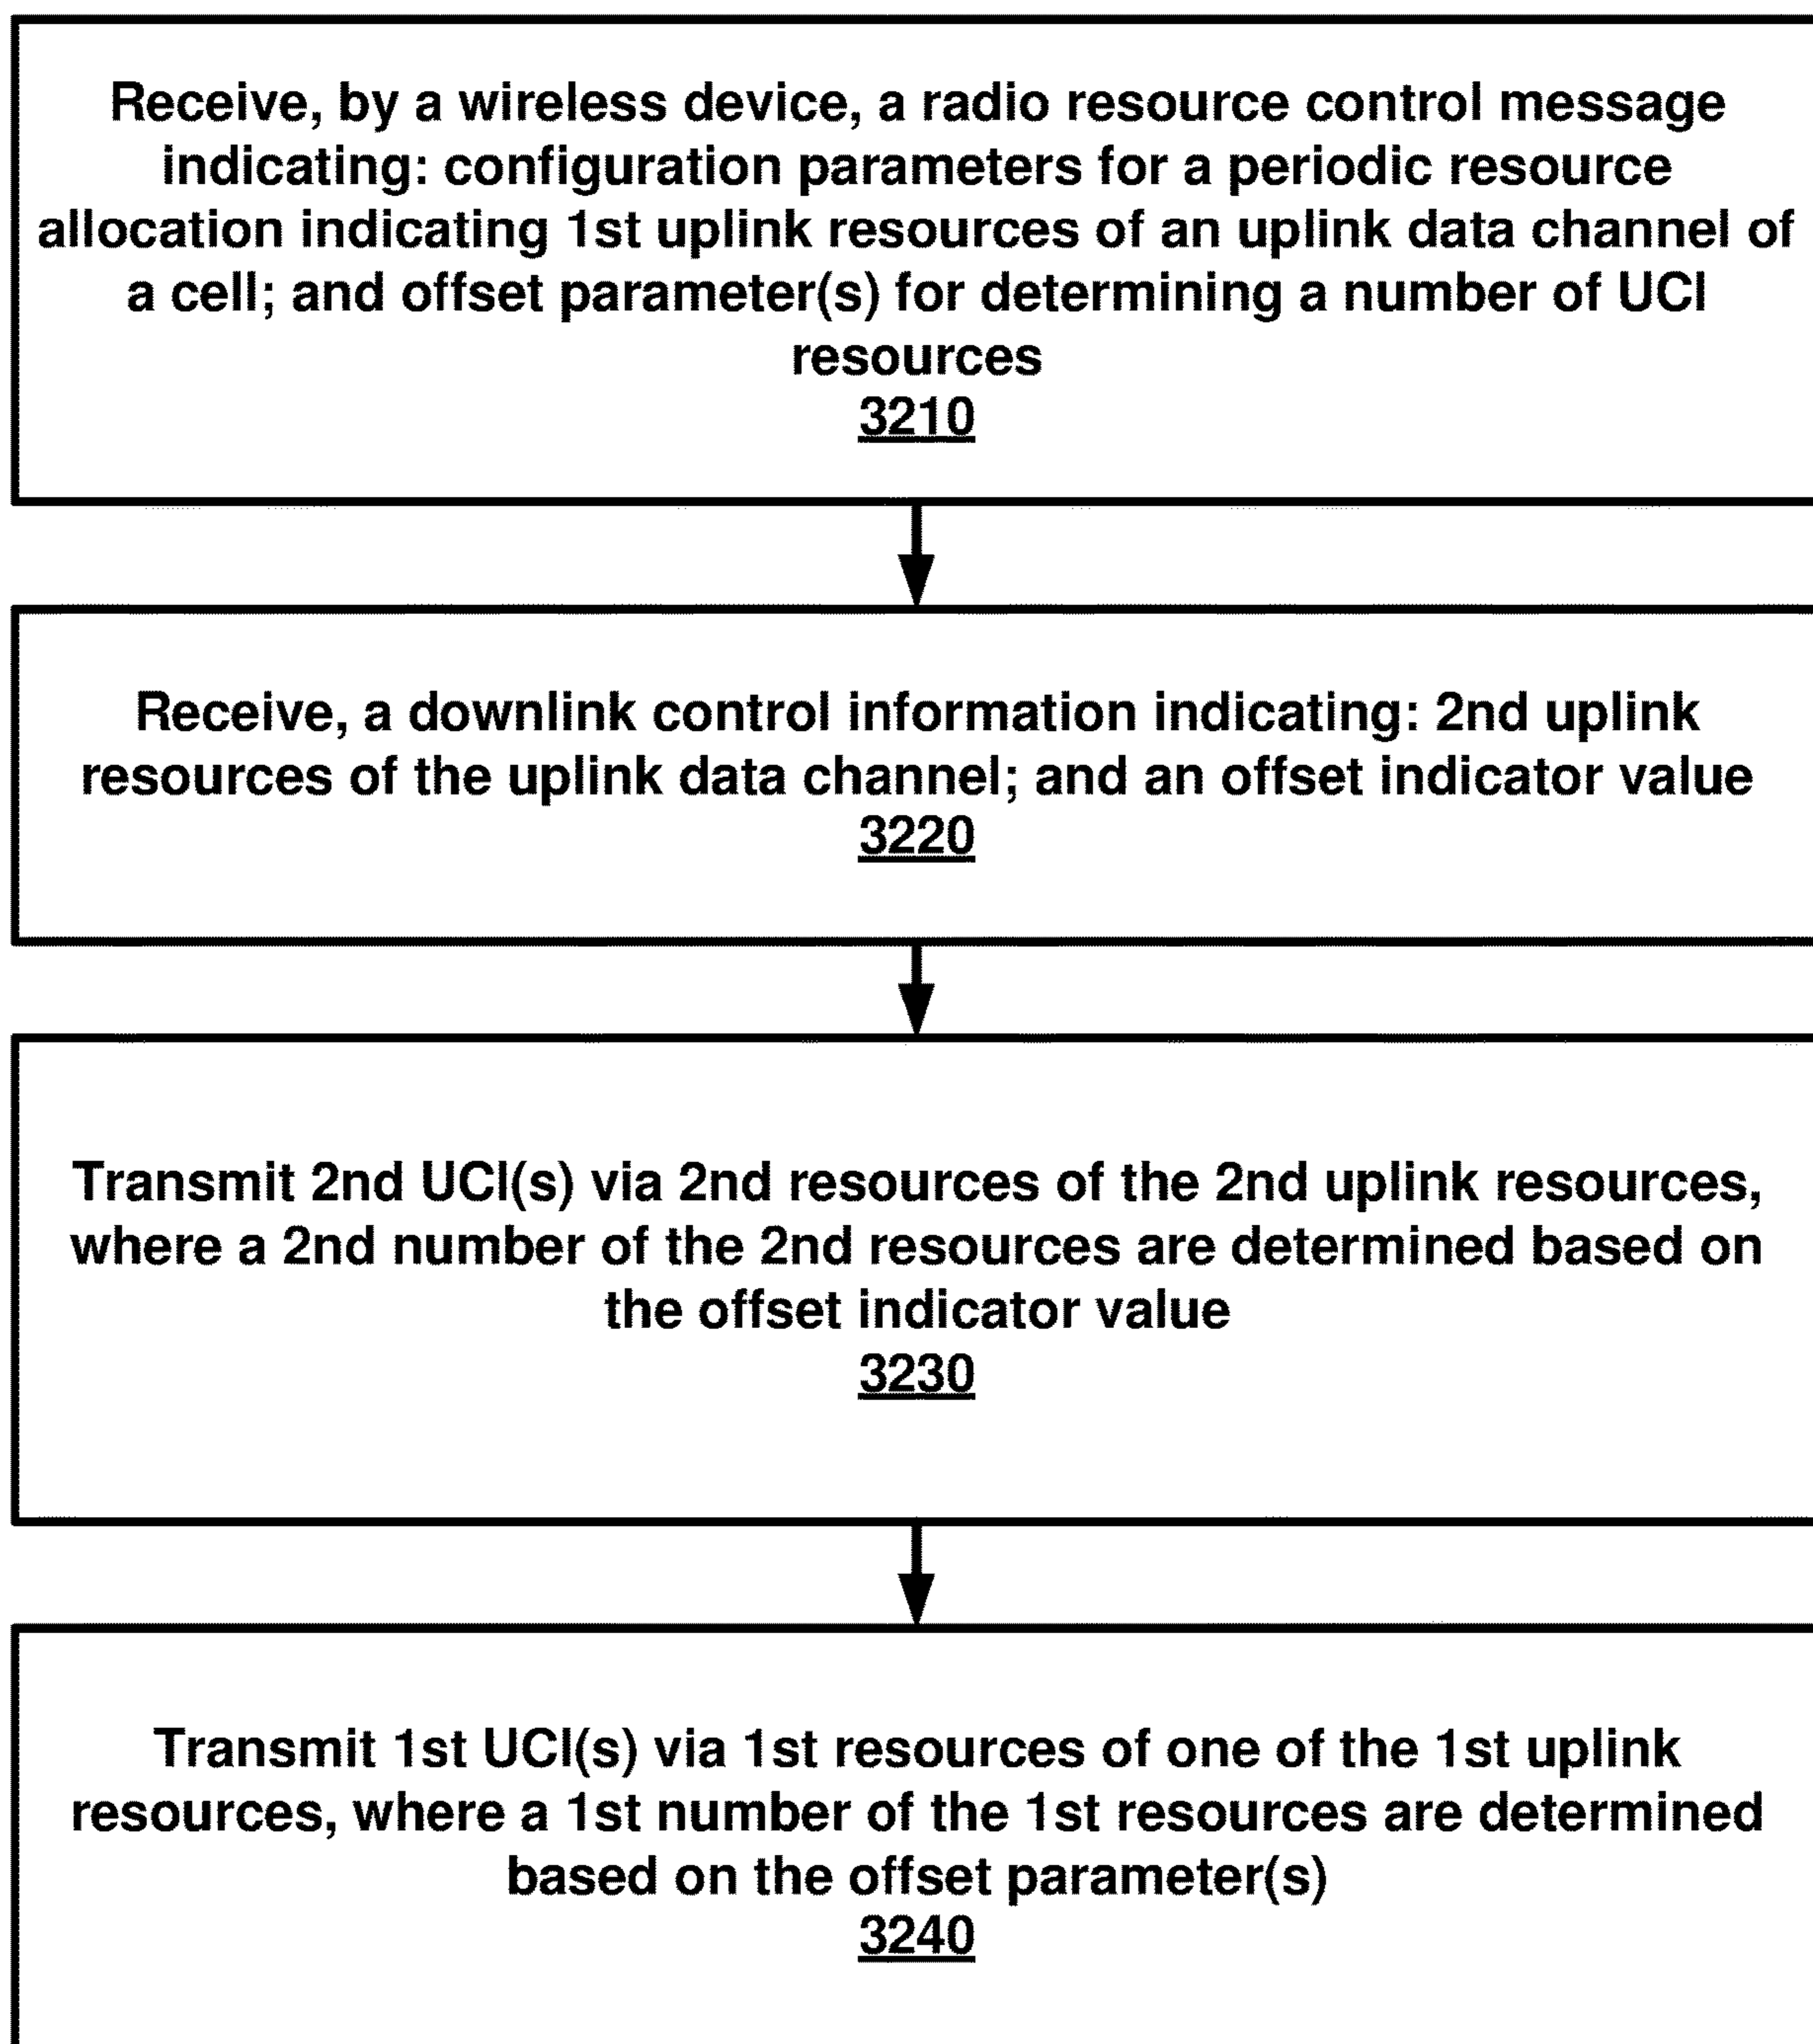 Receive, by a wireless device, a radio resource control message
indicating: configuration parameters for a periodic resource
allocation indicating 1st uplink resources of an uplink data channel of
a cell; and offset parameter(s) for determining a number of UCI
resources
3210
Receive, a downlink control information indicating: 2nd uplink
resources of the uplink data channel; and an offset indicator value
3220
Transmit 2nd UCI(s) via 2nd resources of the 2nd uplink resources,
where a 2nd number of the 2nd resources are determined based on
the offset indicator value
3230
Transmit 1st UCI(s) via 1st resources of one of the 1st uplink
resources, where a 1st number of the 1st resources are determined
based on the offset parameter(s)
3240